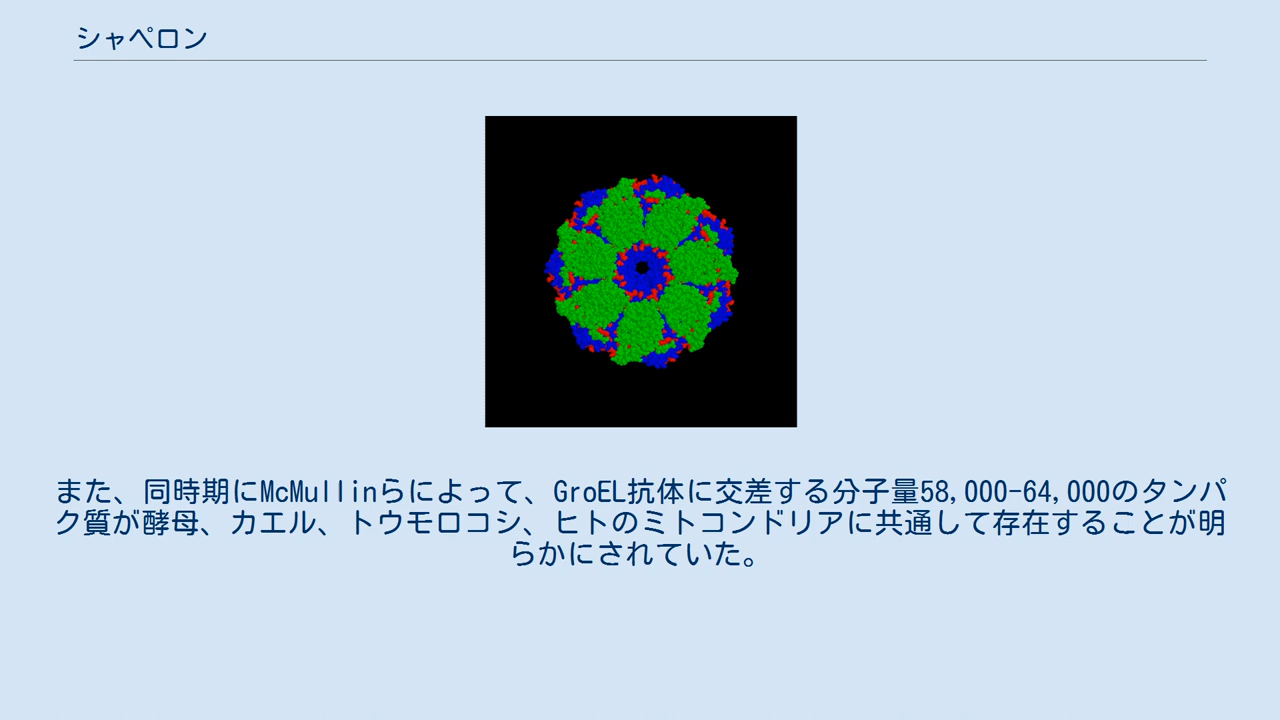 シャペロン
また、同時期にMcMullinらによって、GroEL抗体に交差する分子量58,000-64,000のタンパ
ク質が酵母、カエル、トウモロコシ、ヒトのミトコンドリアに共通して存在することが明
らかにされていた。